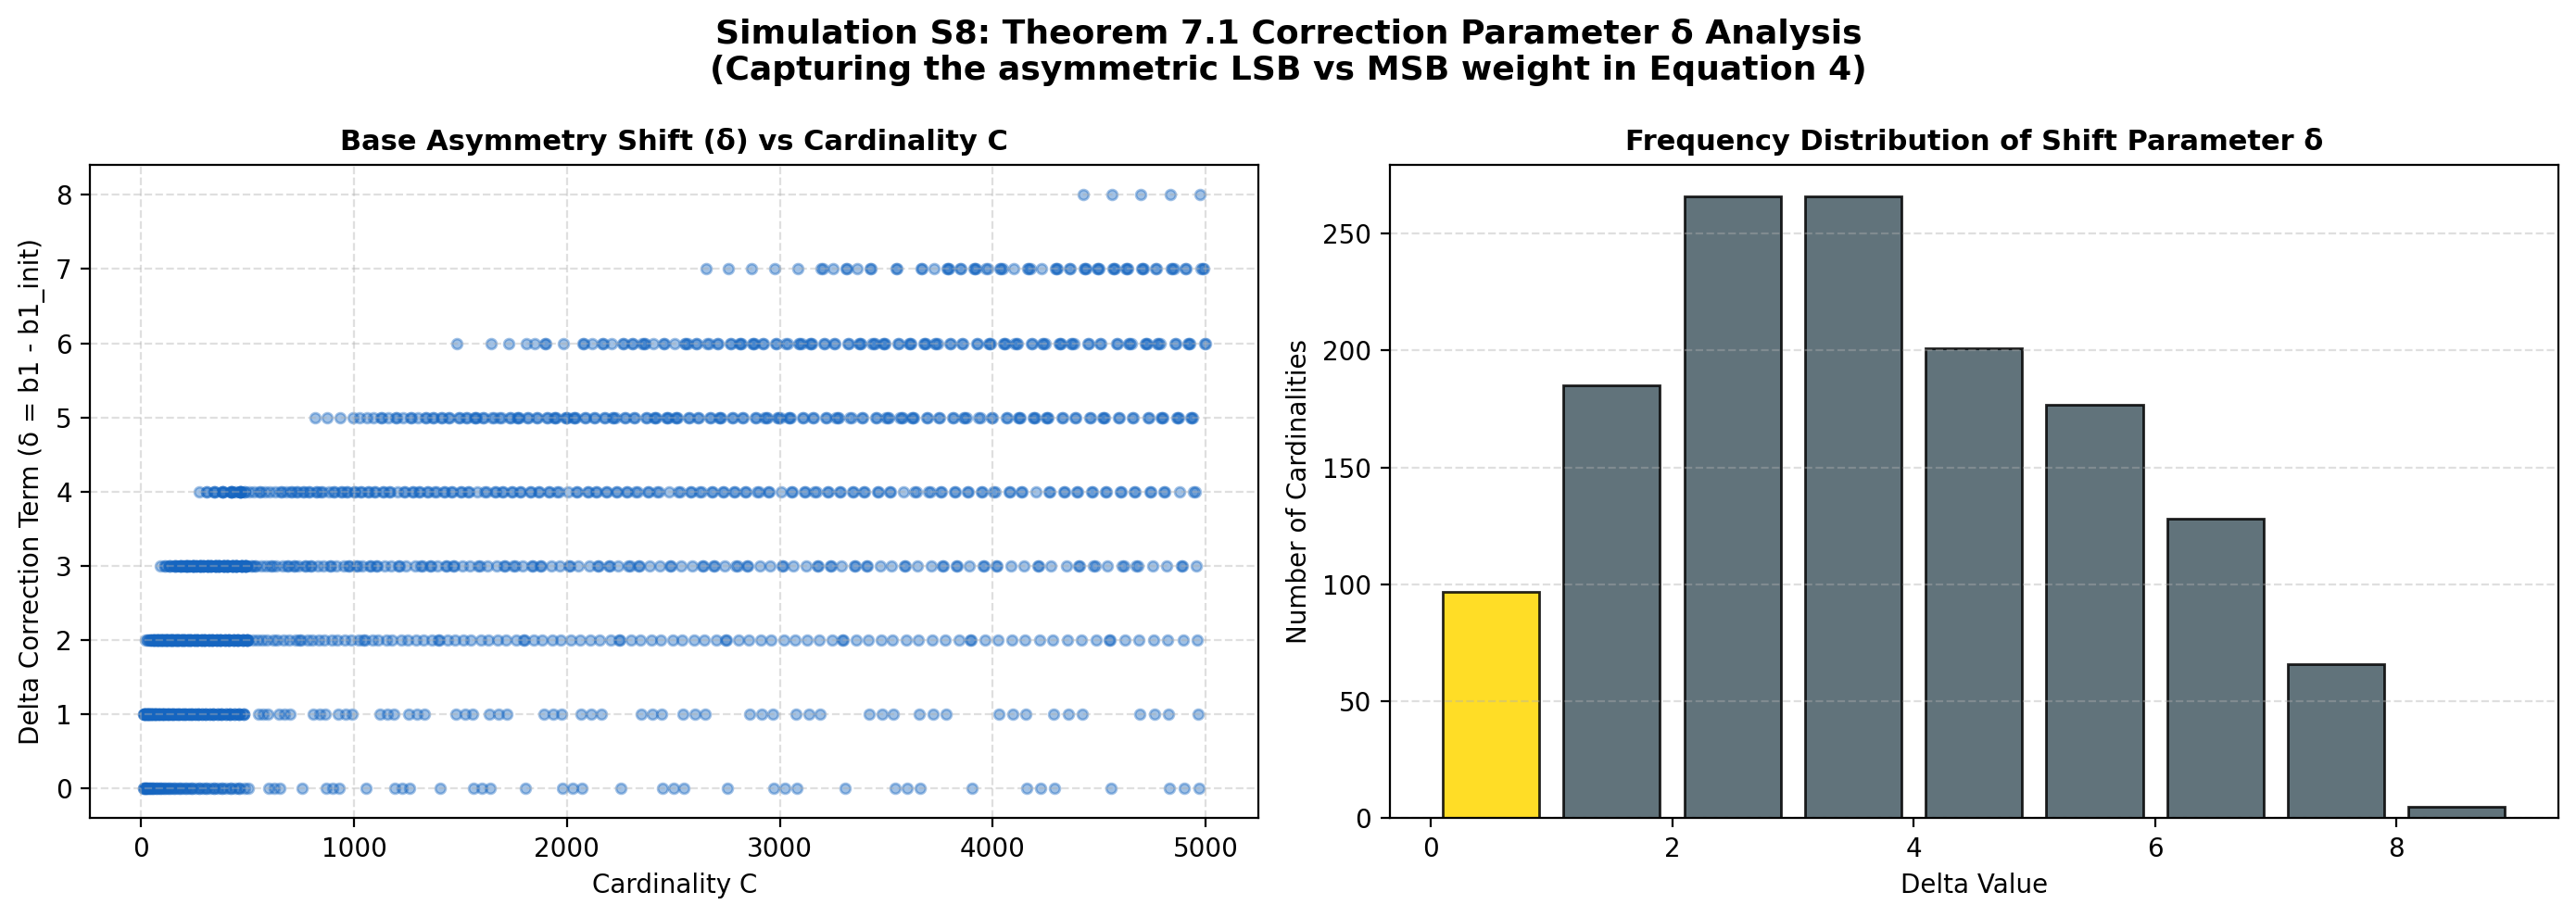 Simulation S8: Theorem 7.1 Correction Parameter δ Analysis
(Capturing the asymmetric LSB vs MSB weight in Equation 4)
Base Asymmetry Shift (δ) vs Cardinality C
Delta Correction Term (δ = b1 - b1_init)
8
7
6
5
4
3
2
1
0
0 1000 2000 3000 4000 5000
Cardinality C
Frequency Distribution of Shift Parameter δ
Number of Cardinalities
250
200
150
100
50
0
0 2 4 6 8
Delta Value